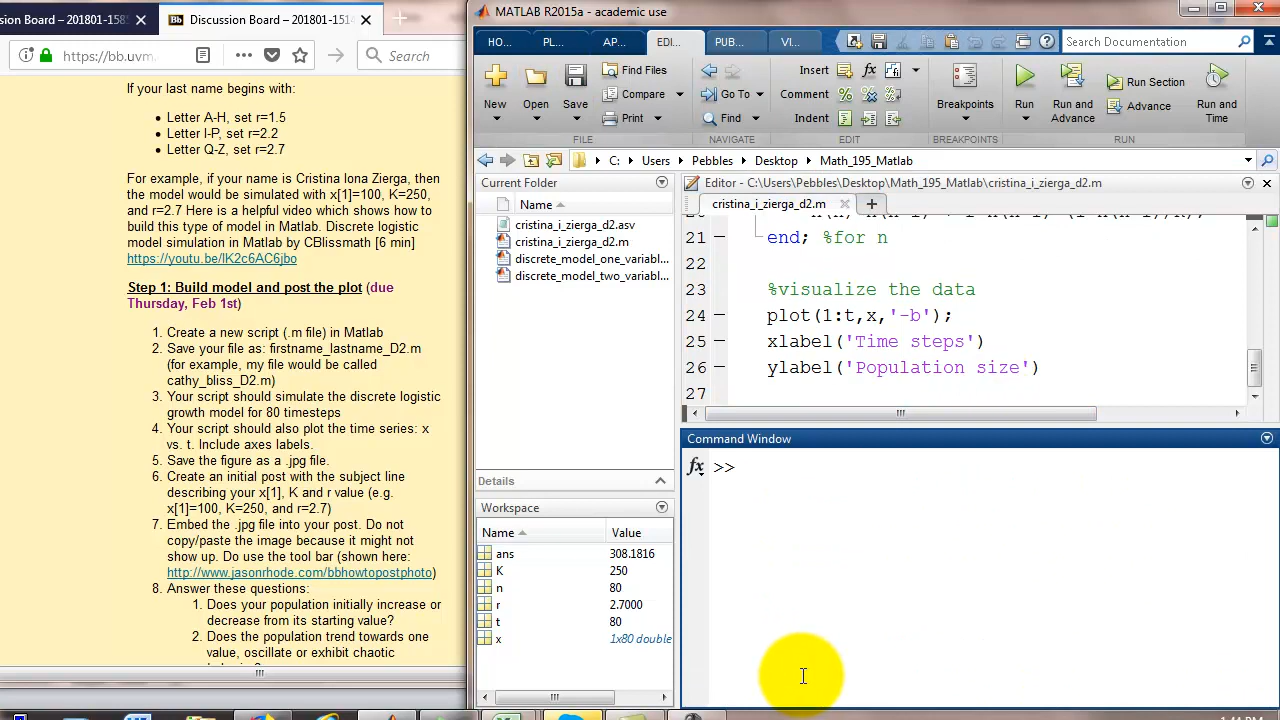 Discussion Board – 201801-158
Discussion Board – 201801-1514
https://bb.uvm.
Search
If your last name begins with:
Letter A-H, set r=1.5
Letter I-P, set r=2.2
Letter Q-Z, set r=2.7
For example, if your name is Cristina Iona Zierga, then
the model would be simulated with x[1]=100, K=250,
and r=2.7 Here is a helpful video which shows how to
build this type of model in Matlab. Discrete logistic
model simulation in Matlab by CBlissmath [6 min]
https://youtu.be/IK2c6AC6jbo
Step 1: Build model and post the plot (due
Thursday, Feb 1st)
1. Create a new script (.m file) in Matlab
2. Save your file as: firstname_lastname_D2.m
(for example, my file would be called
cathy_bliss_D2.m)
3. Your script should simulate the discrete logistic
growth model for 80 timesteps
4. Your script should also plot the time series: x
vs. t. Include axes labels.
5. Save the figure as a .jpg file.
6. Create an initial post with the subject line
describing your x[1], K and r value (e.g.
x[1]=100, K=250, and r=2.7)
7. Embed the .jpg file into your post. Do not
copy/paste the image because it might not
show up. Do use the tool bar (shown here:
http://www.jasonrhode.com/bbhowtopostphoto)
8. Answer these questions:
1. Does your population initially increase or
decrease from its starting value?
2. Does the population trend towards one
value, oscillate or exhibit chaotic
MATLAB R2015a - academic use
HO... PL... AP... EDI... PUB... VI...
Search Documentation
New Open Save Find Files Compare Print
FILE
Go To Find
NAVIGATE
Insert fx
Comment
Indent
EDIT
Breakpoints
BREAKPOINTS
Run Run and Advance Run Section Advance Run and Time
RUN
C: Users Pebbles Desktop Math_195_Matlab
Current Folder
Name
cristina_i_zierga_d2.asv
cristina_i_zierga_d2.m
discrete_model_one_variabl...
discrete_model_two_variabl...
Details
Workspace
Name Value
ans 308.1816
K 250
n 80
r 2.7000
t 80
x 1x80 double
Editor - C:\Users\Pebbles\Desktop\Math_195_Matlab\cristina_i_zierga_d2.m
cristina_i_zierga_d2.m
21 end; %for n
22
23 %visualize the data
24 plot(1:t,x,'-b');
25 xlabel('Time steps')
26 ylabel('Population size')
27
Command Window
fx >>